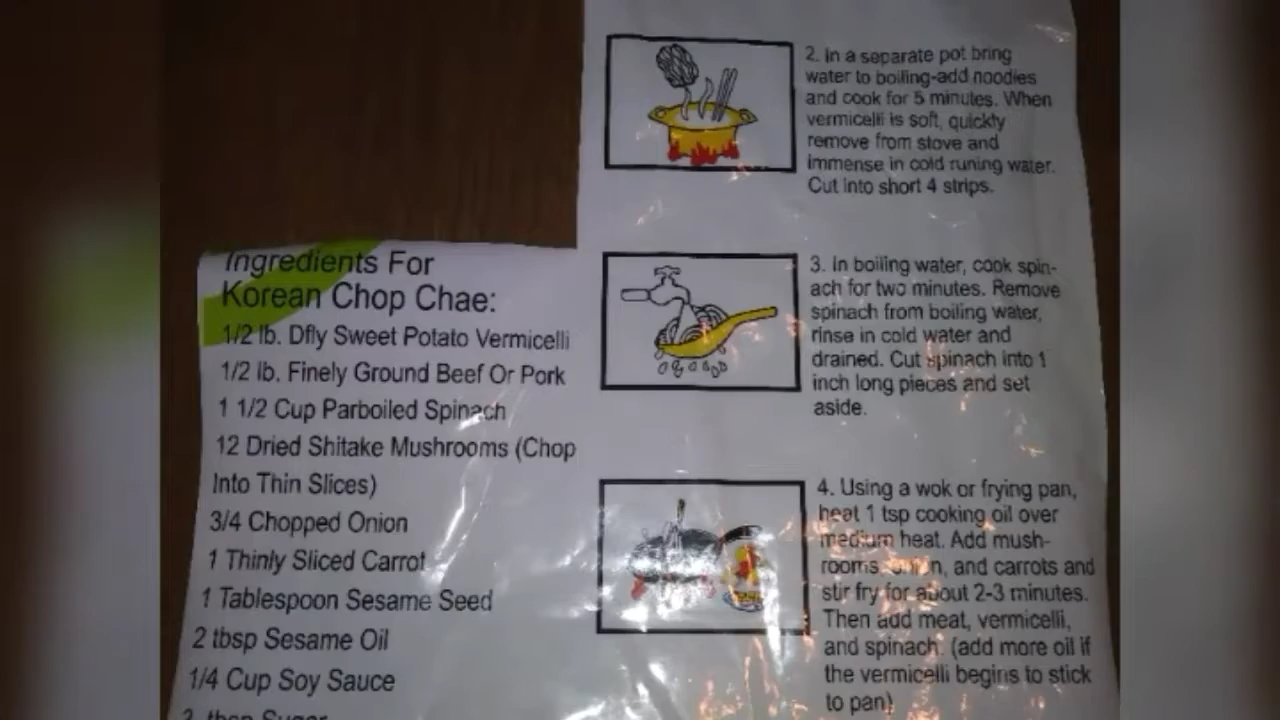 Ingredients For
Korean Chop Chae:
1/2 lb. Dfly Sweet Potato Vermicelli
1/2 lb. Finely Ground Beef Or Pork
1 1/2 Cup Parboiled Spinach
12 Dried Shitake Mushrooms (Chop
Into Thin Slices)
3/4 Chopped Onion
1 Thinly Sliced Carrot
1 Tablespoon Sesame Seed
2 tbsp Sesame Oil
1/4 Cup Soy Sauce
tbsp Sugar
2. In a separate pot bring
water to boiling-add noodles
and cook for 5 minutes. When
vermicelli is soft, quickly
remove from stove and
immense in cold runing water.
Cut into short 4 strips.
3. In boiling water, cook spin-
ach for two minutes. Remove
spinach from boiling water,
rinse in cold water and
drained. Cut spinach into 1
inch long pieces and set
aside.
4. Using a wok or frying pan,
heat 1 tsp cooking oil over
medium heat. Add mush-
rooms, and carrots and
stir fry for about 2-3 minutes.
Then add meat, vermicelli,
and spinach. (add more oil if
the vermicelli begins to stick
to pan)